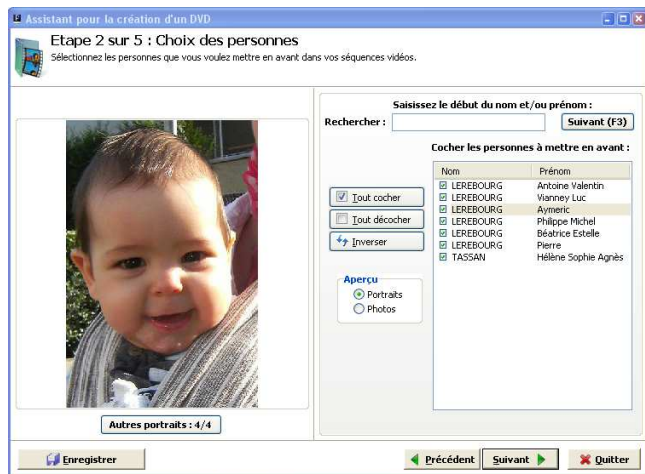 Assistant pour la création d'un DVD
Etape 2 sur 5 : Choix des personnes
Sélectionnez les personnes que vous voulez mettre en avant dans vos séquences vidéos.
Saisissez le début du nom et/ou prénom :
Rechercher :
Suivant (F3)
Cocher les personnes à mettre en avant :
Nom Prénom
LEREBOURG Antoine Valentin
LEREBOURG Vianney Luc
LEREBOURG Aymeric
LEREBOURG Philippe Michel
LEREBOURG Béatrice Estelle
LEREBOURG Pierre
TASSAN Hélène Sophie Agnès
Tout cocher
Tout décocher
Inverser
Aperçu
Portraits
Photos
Autres portraits : 4/4
Enregistrer
Précédent
Suivant
Quitter